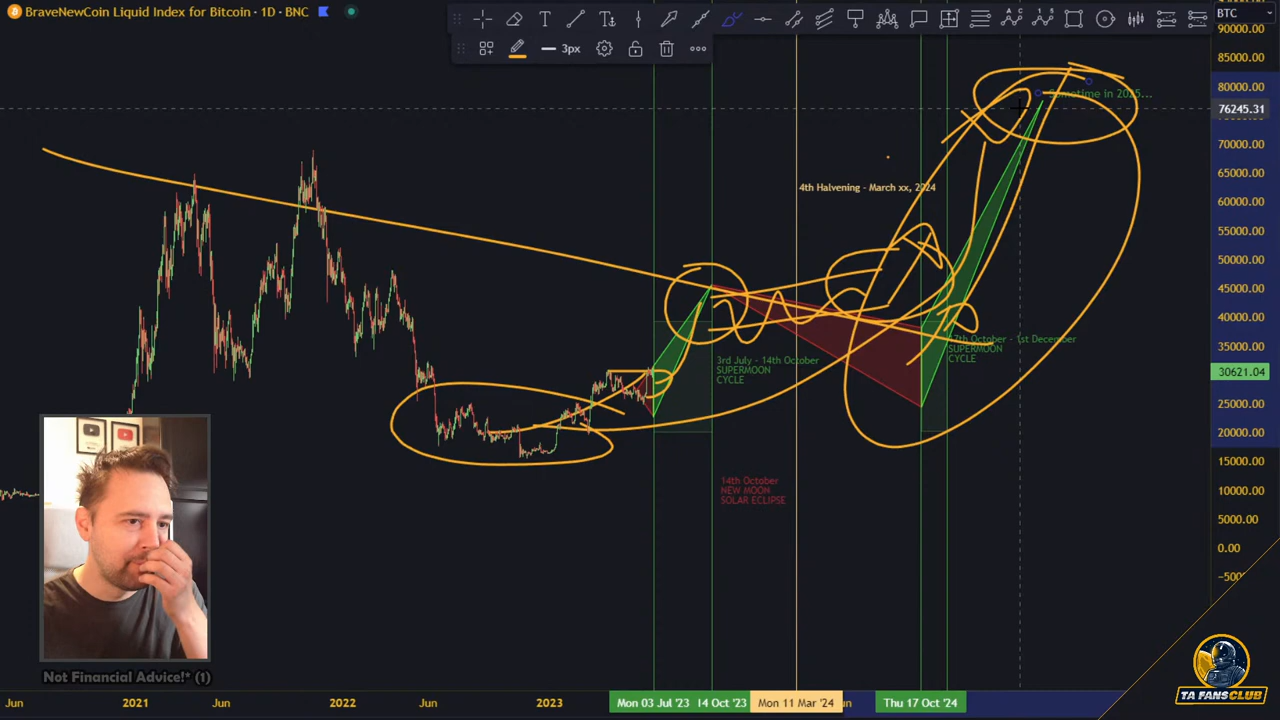 BraveNewCoin Liquid Index for Bitcoin · 1D · BNC
BTC
3px
90000.00
85000.00
80000.00
76245.31
70000.00
65000.00
60000.00
55000.00
50000.00
45000.00
40000.00
35000.00
30621.04
25000.00
20000.00
15000.00
10000.00
5000.00
0.00
Sometime in 2025...
4th Halvening - March xx, 2024
3rd July - 14th October
SUPERMOON
CYCLE
17th October - 1st December
SUPERMOON
CYCLE
14th October
NEW MOON
SOLAR ECLIPSE
Not Financial Advice!* (1)
TA FANSCLUB
Jun
2021
Jun
2022
Jun
2023
Mon 03 Jul '23
14 Oct '23
Mon 11 Mar '24
Thu 17 Oct '24